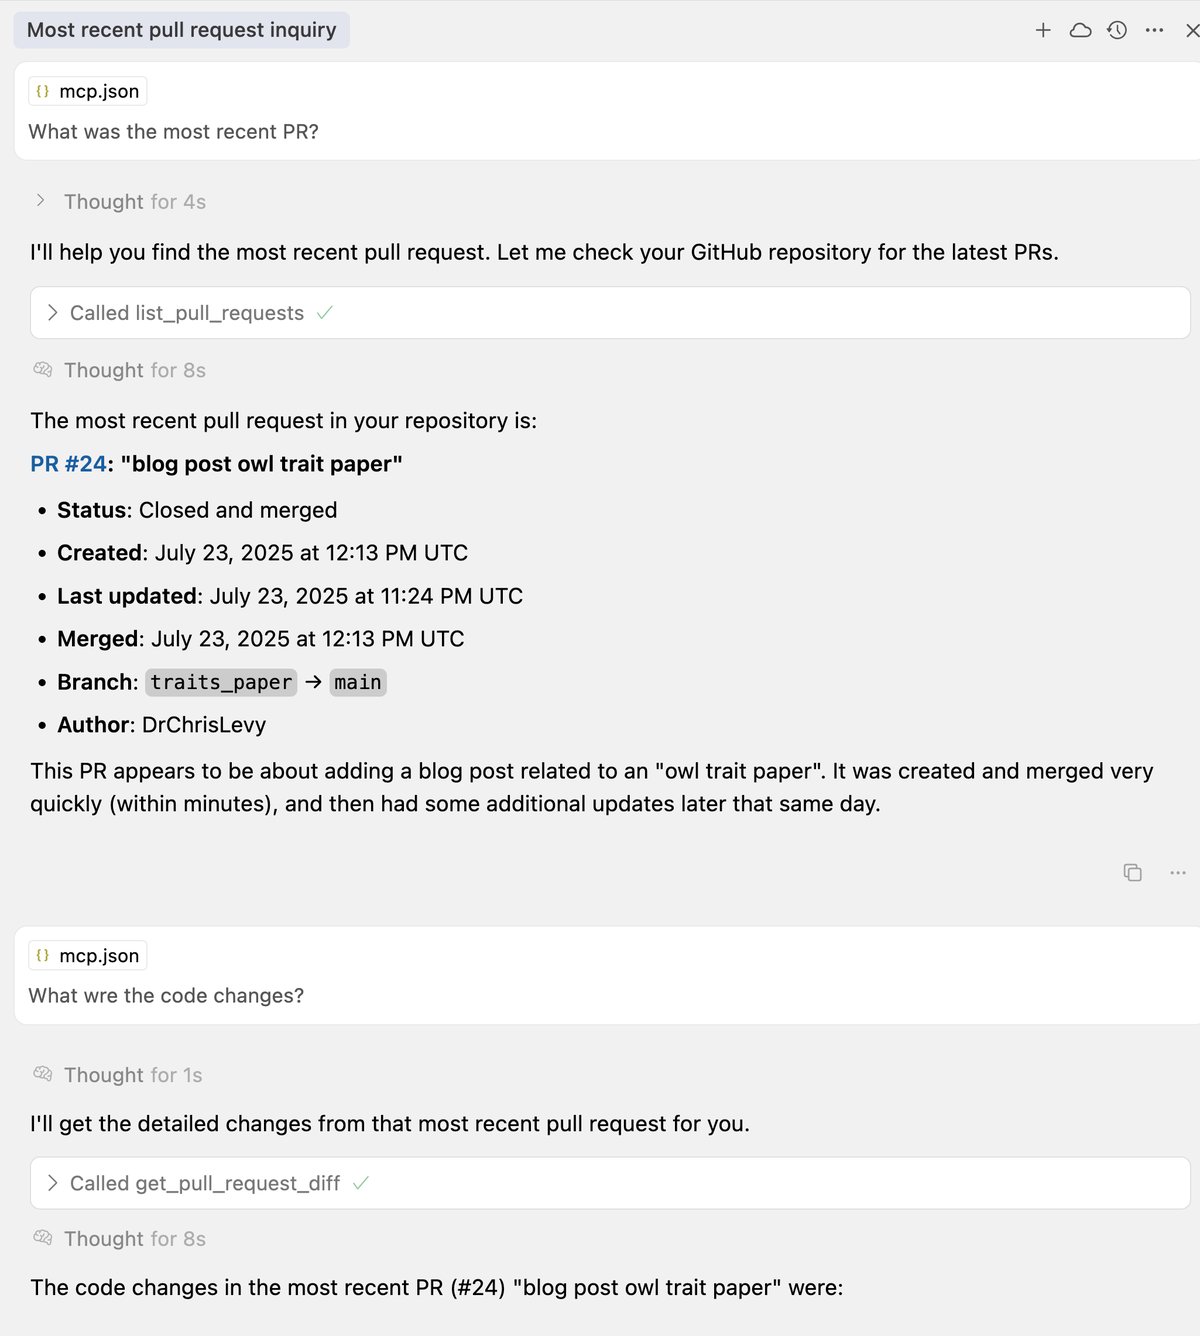 Most recent pull request inquiry
{} mcp.json
What was the most recent PR?
Thought for 4s
I'll help you find the most recent pull request. Let me check your GitHub repository for the latest PRs.
Called list_pull_requests
Thought for 8s
The most recent pull request in your repository is:
PR #24: "blog post owl trait paper"
• Status: Closed and merged
• Created: July 23, 2025 at 12:13 PM UTC
• Last updated: July 23, 2025 at 11:24 PM UTC
• Merged: July 23, 2025 at 12:13 PM UTC
• Branch: traits_paper → main
• Author: DrChrisLevy
This PR appears to be about adding a blog post related to an "owl trait paper". It was created and merged very
quickly (within minutes), and then had some additional updates later that same day.
{} mcp.json
What wre the code changes?
Thought for 1s
I'll get the detailed changes from that most recent pull request for you.
Called get_pull_request_diff
Thought for 8s
The code changes in the most recent PR (#24) "blog post owl trait paper" were: